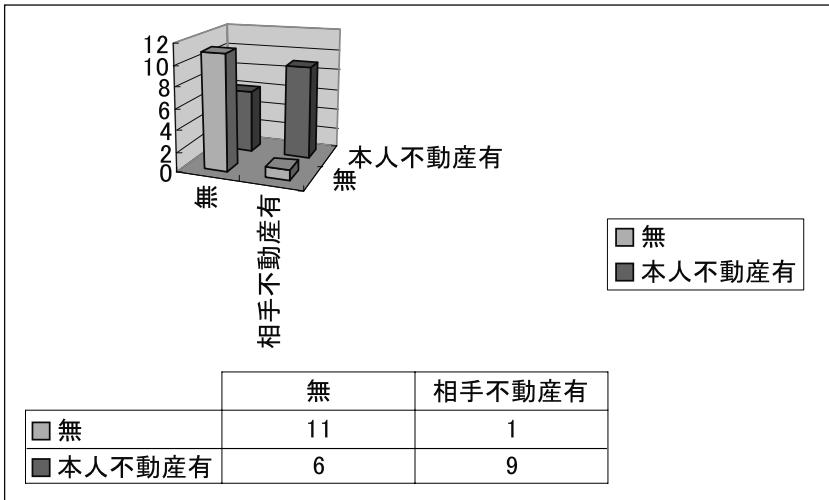 12
10
8
6
4
2
0
本人不動産有
無
無
相手不動産有
無
本人不動産有
無 相手不動産有
無 11 1
本人不動産有 6 9